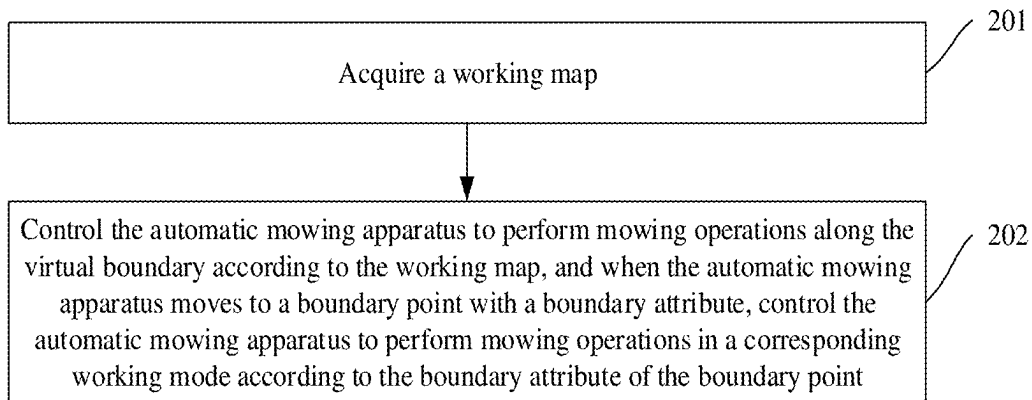 201
Acquire a working map
Control the automatic mowing apparatus to perform mowing operations along the
virtual boundary according to the working map, and when the automatic mowing
apparatus moves to a boundary point with a boundary attribute, control the
automatic mowing apparatus to perform mowing operations in a corresponding
working mode according to the boundary attribute of the boundary point
202